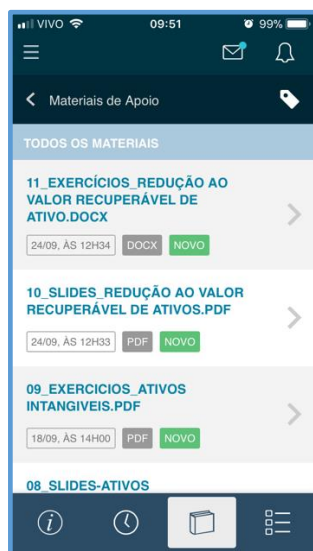 VIVO 09:51 99%
Materiais de Apoio
TODOS OS MATERIAIS
11_EXERCÍCIOS_REDUÇÃO AO
VALOR RECUPERÁVEL DE
ATIVO.DOCX
24/09, ÀS 12H34 DOCX NOVO
10_SLIDES_REDUÇÃO AO VALOR
RECUPERÁVEL DE ATIVOS.PDF
24/09, ÀS 12H33 PDF NOVO
09_EXERCICIOS_ATIVOS
INTANGIVEIS.PDF
18/09, ÀS 14H00 PDF NOVO
08_SLIDES-ATIVOS